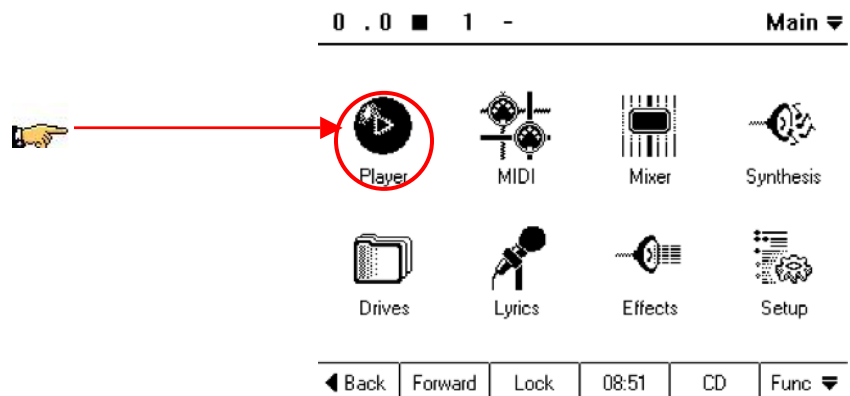 0 .0 ■ 1 - Main ▼
Player MIDI Mixer Synthesis
Drives Lyrics Effects Setup
◀ Back Forward Lock 08:51 CD Func ▼